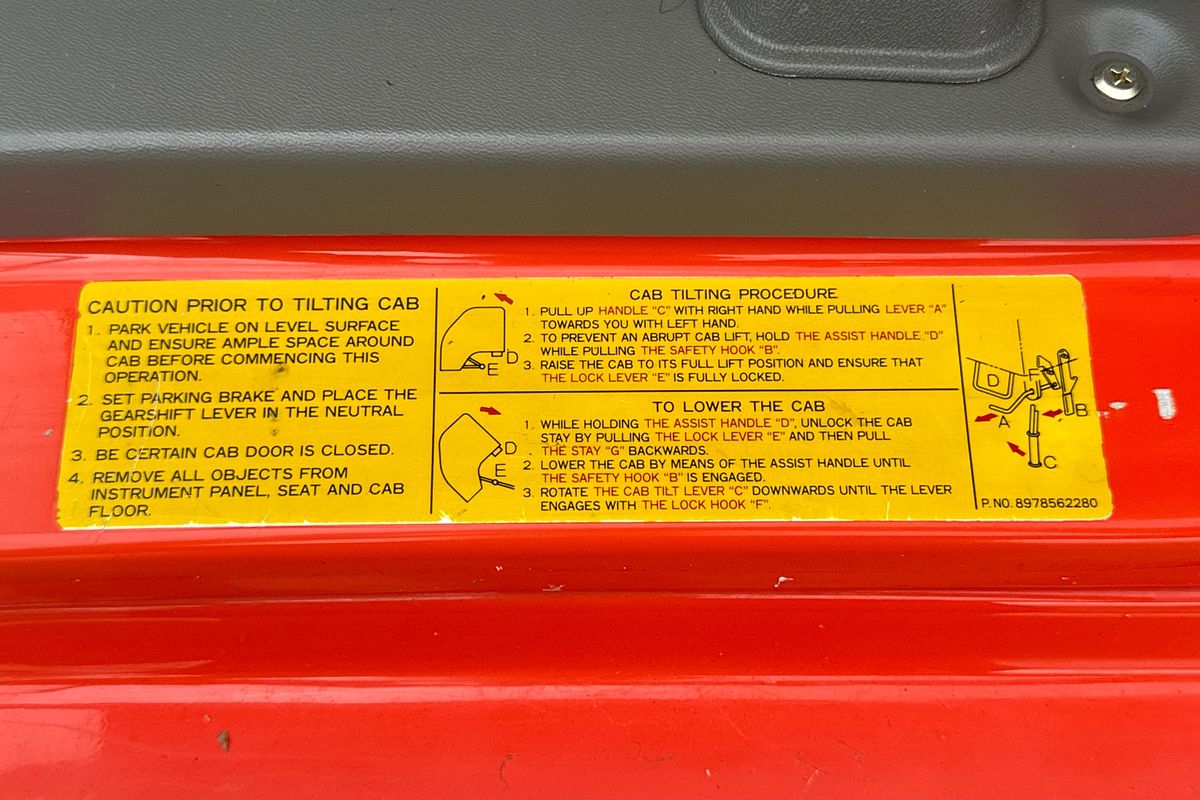 CAUTION PRIOR TO TILTING CAB
1. PARK VEHICLE ON LEVEL SURFACE
AND ENSURE AMPLE SPACE AROUND
CAB BEFORE COMMENCING THIS
OPERATION.
2. SET PARKING BRAKE AND PLACE THE
GEARSHIFT LEVER IN THE NEUTRAL
POSITION.
3. BE CERTAIN CAB DOOR IS CLOSED.
4. REMOVE ALL OBJECTS FROM
INSTRUMENT PANEL, SEAT AND CAB
FLOOR.
D
E
D
E
CAB TILTING PROCEDURE
1. PULL UP HANDLE "C" WITH RIGHT HAND WHILE PULLING LEVER "A"
TOWARDS YOU WITH LEFT HAND.
2. TO PREVENT AN ABRUPT CAB LIFT, HOLD THE ASSIST HANDLE "D"
WHILE PULLING THE SAFETY HOOK "B".
3. RAISE THE CAB TO ITS FULL LIFT POSITION AND ENSURE THAT
THE LOCK LEVER "E" IS FULLY LOCKED.
TO LOWER THE CAB
1. WHILE HOLDING THE ASSIST HANDLE "D", UNLOCK THE CAB
STAY BY PULLING THE LOCK LEVER "E" AND THEN PULL
THE STAY "G" BACKWARDS.
2. LOWER THE CAB BY MEANS OF THE ASSIST HANDLE UNTIL
THE SAFETY HOOK "B" IS ENGAGED.
3. ROTATE THE CAB TILT LEVER "C" DOWNWARDS UNTIL THE LEVER
ENGAGES WITH THE LOCK HOOK "F".
D
A
B
C
P. NO. 8978562280